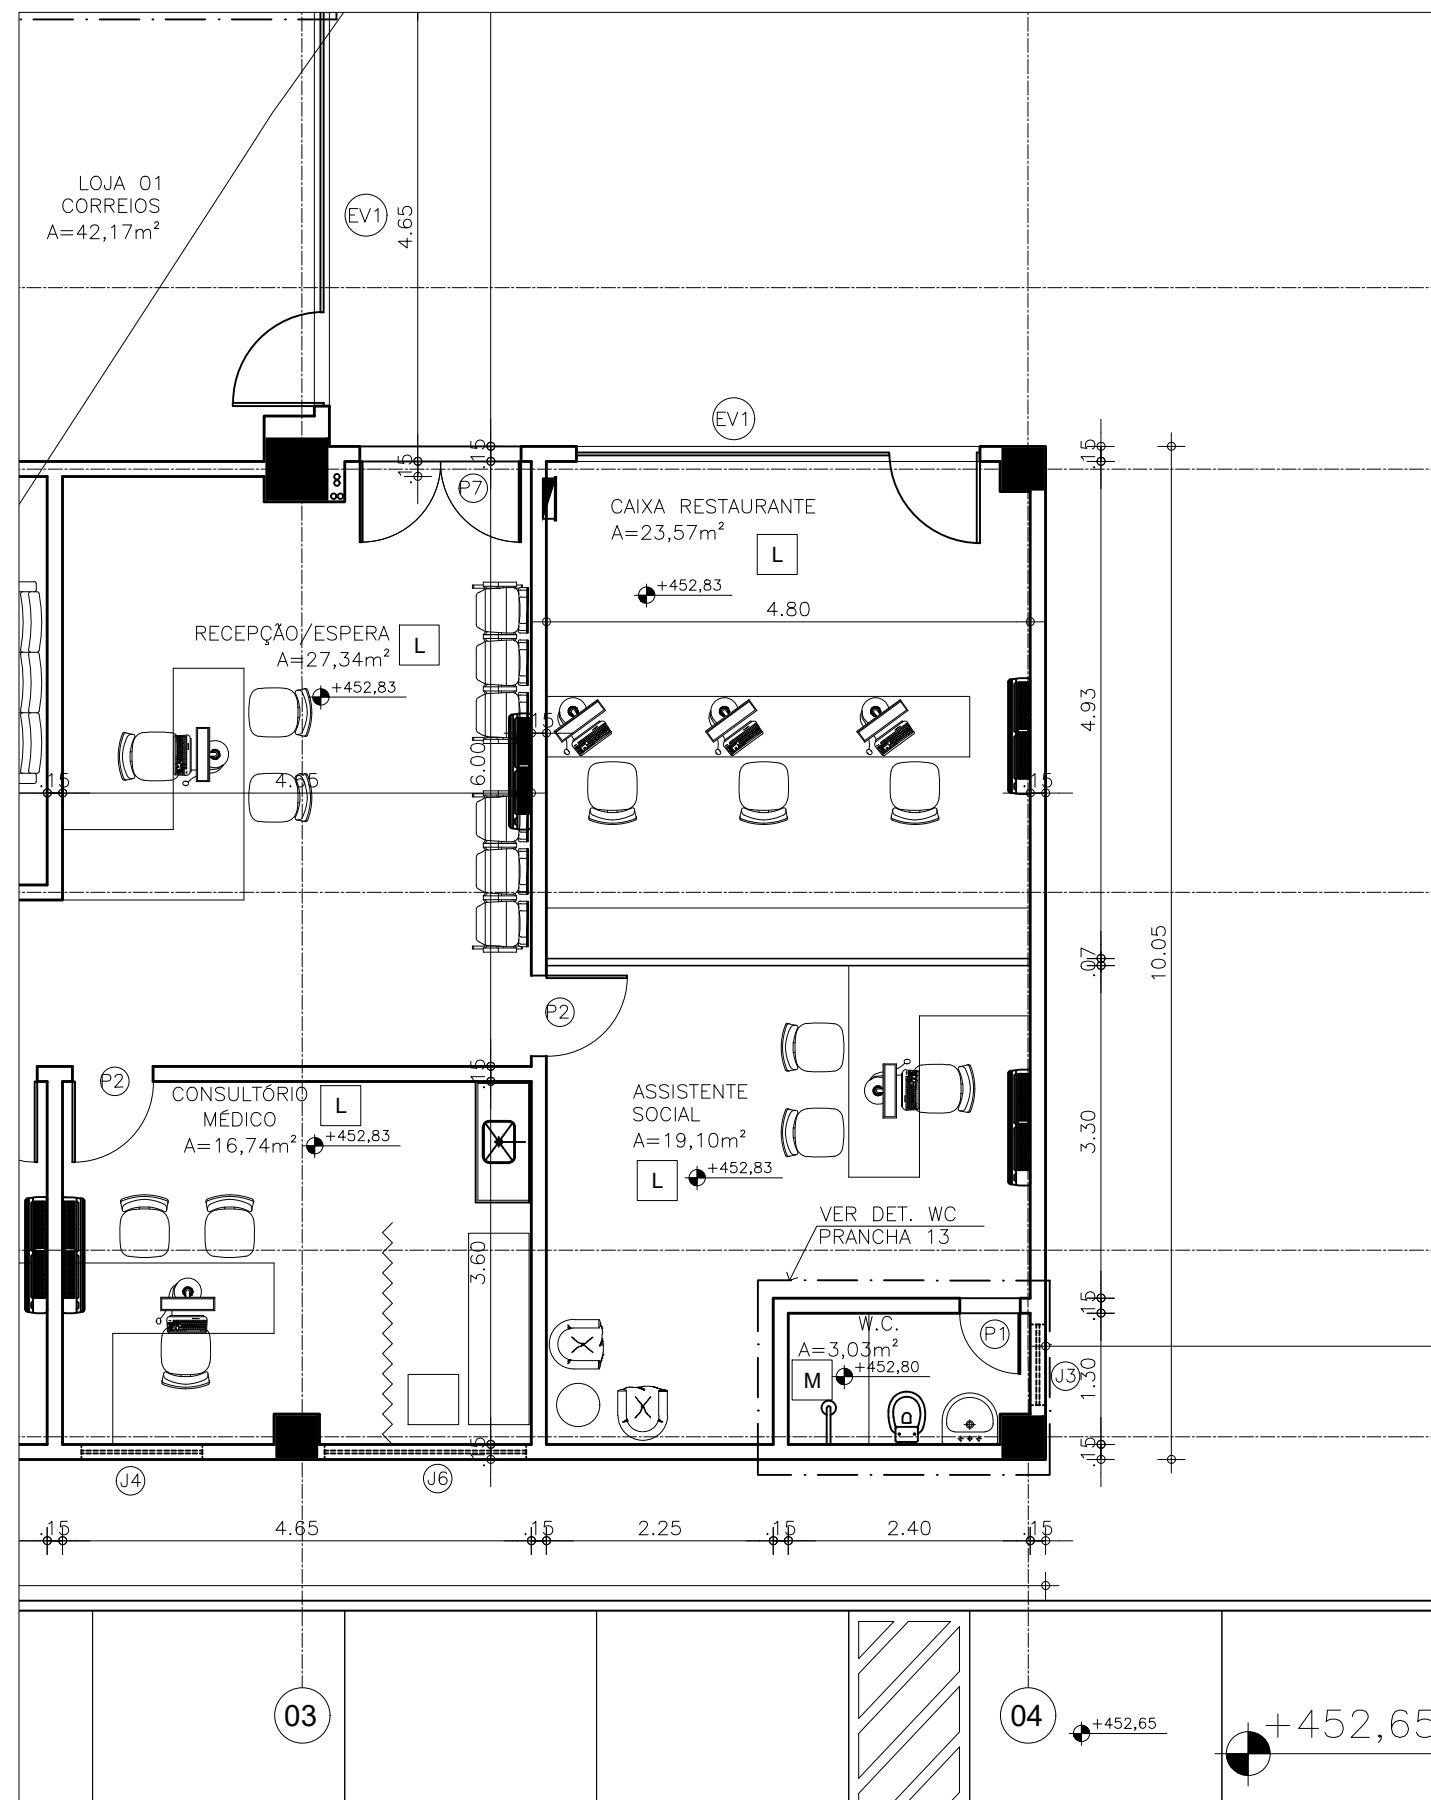 LOJA 01
CORREIOS
A=42,17m²
EV1
4.65
EV1
.15
.15
.15
P7
CAIXA RESTAURANTE
A=23,57m²
L
+452,83
4.80
RECEPÇÃO/ESPERA
A=27,34m²
L
+452,83
4.93
.15
6.00
.15
4.65
.15
.07
10.05
P2
.15
P2
CONSULTÓRIO
MÉDICO
A=16,74m²
L
+452,83
ASSISTENTE
SOCIAL
A=19,10m²
L
+452,83
3.30
VER DET. WC
PRANCHA 13
3.60
.15
W.C.
A=3,03m²
+452,80
M
P1
J3
1.30
.15
.15
J4
J6
.15
4.65
.15
2.25
.15
2.40
.15
03
04
+452,65
+452,65